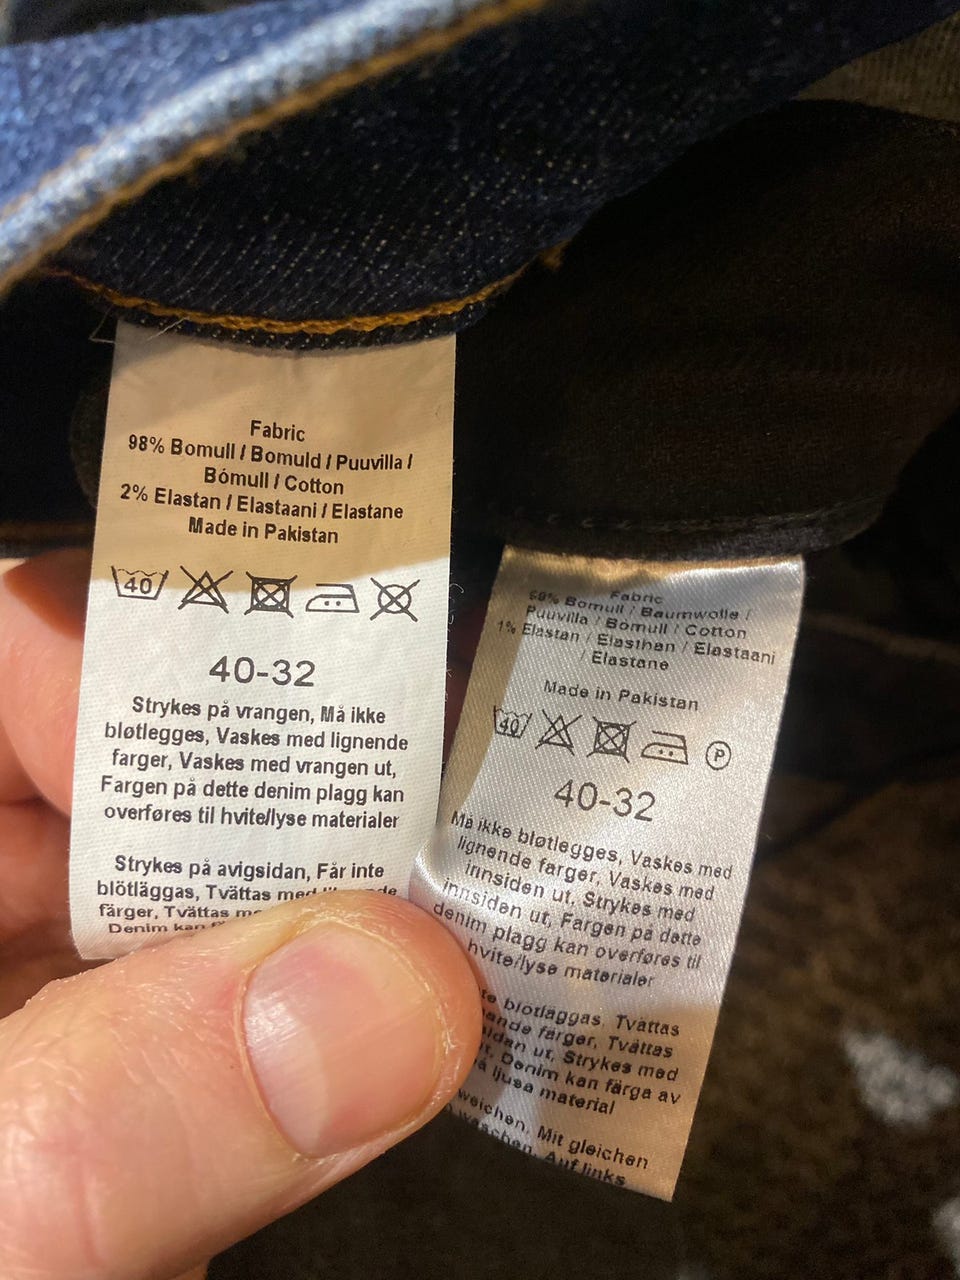 Fabric
98% Bomull / Bomuld / Puuvilla /
Bómull / Cotton
2% Elastan / Elastaani / Elastane
Made in Pakistan
40
40-32
Strykes på vrangen, Må ikke
bløtlegges, Vaskes med lignende
farger, Vaskes med vrangen ut,
Fargen på dette denim plagg kan
overføres til hvite/lyse materialer
Strykes på avigsidan, Får inte
blötläggas, Tvättas
färger, Tvättas
Denim kan
Fabric
Bomull / Baumwolle /
Puuvilla / Bomull / Cotton
1% Elastan / Elasthan / Elastaani
/ Elastane
Made in Pakistan
40
P
40-32
Må ikke bløtlegges, Vaskes med
lignende farger, Vaskes med
innsiden ut, Strykes med
innsiden ut, Fargen på dette
denim plagg kan overføres til
hvite/lyse materialer
blötläggas, Tvättas
färger, Tvättas
ut, Strykes med
Denim kan färga av
ljusa material
weichen, Mit gleichen
waschen, Auf links